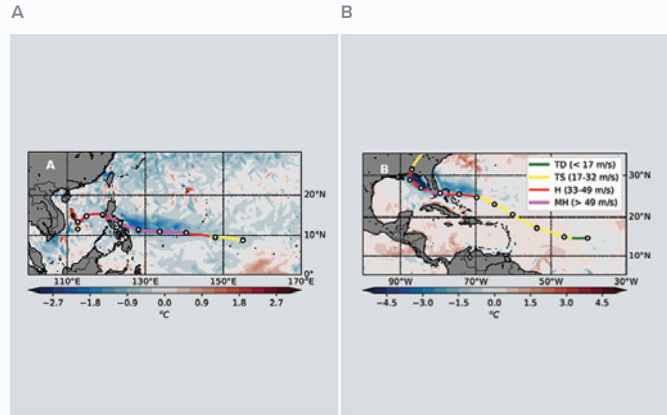 A
B
A
20°N
10°N
0°
110°E 130°E 150°E 170°E
−2.7 −1.8 −0.9 0.0 0.9 1.8 2.7
°C
B
TD (< 17 m/s)
TS (17-32 m/s)
H (33-49 m/s)
MH (> 49 m/s)
30°N
20°N
10°N
90°W 70°W 50°W 30°W
−4.5 −3.0 −1.5 0.0 1.5 3.0 4.5
°C